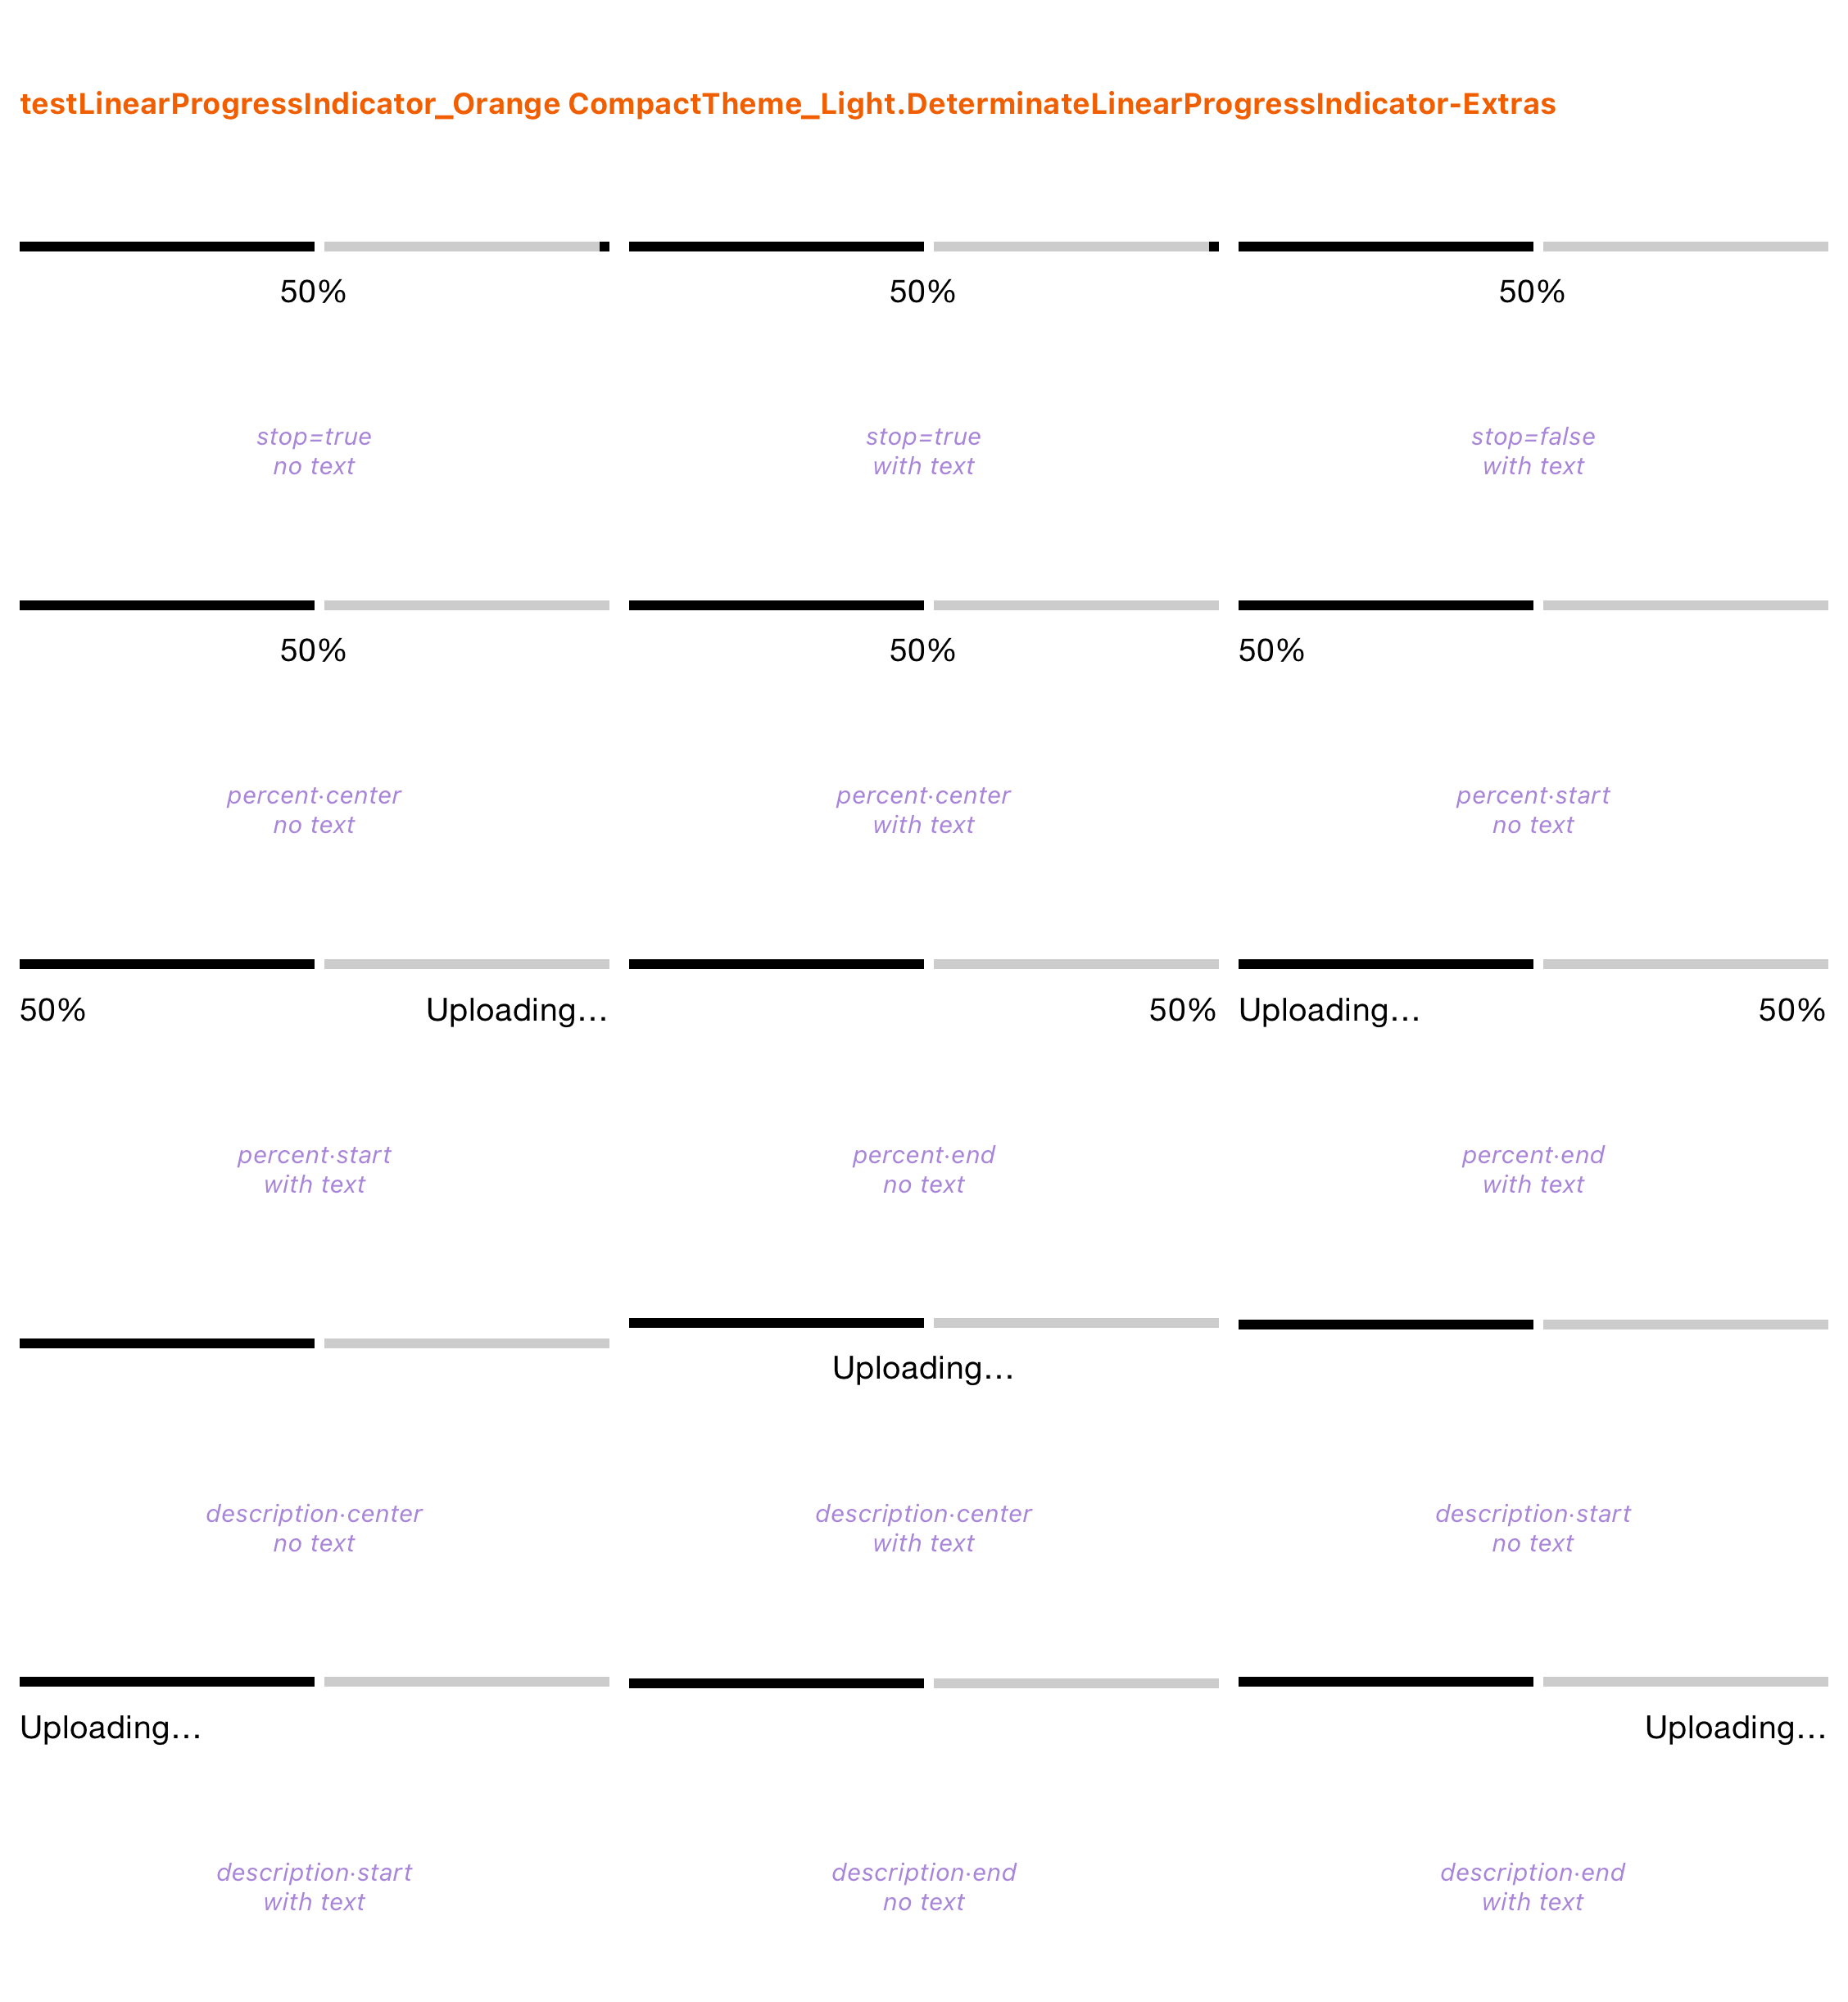 testLinearProgressIndicator_Orange CompactTheme_Light.DeterminateLinearProgressIndicator-Extras
50% 50% 50%
stop=true stop=true stop=false
no text with text with text
50% 50% 50%
percent·center percent·center percent·start
no text with text no text
50% Uploading... 50% Uploading... 50%
percent·start percent·end percent·end
with text no text with text
Uploading...
description·center description·center description·start
no text with text no text
Uploading... Uploading...
description·start description·end description·end
with text no text with text